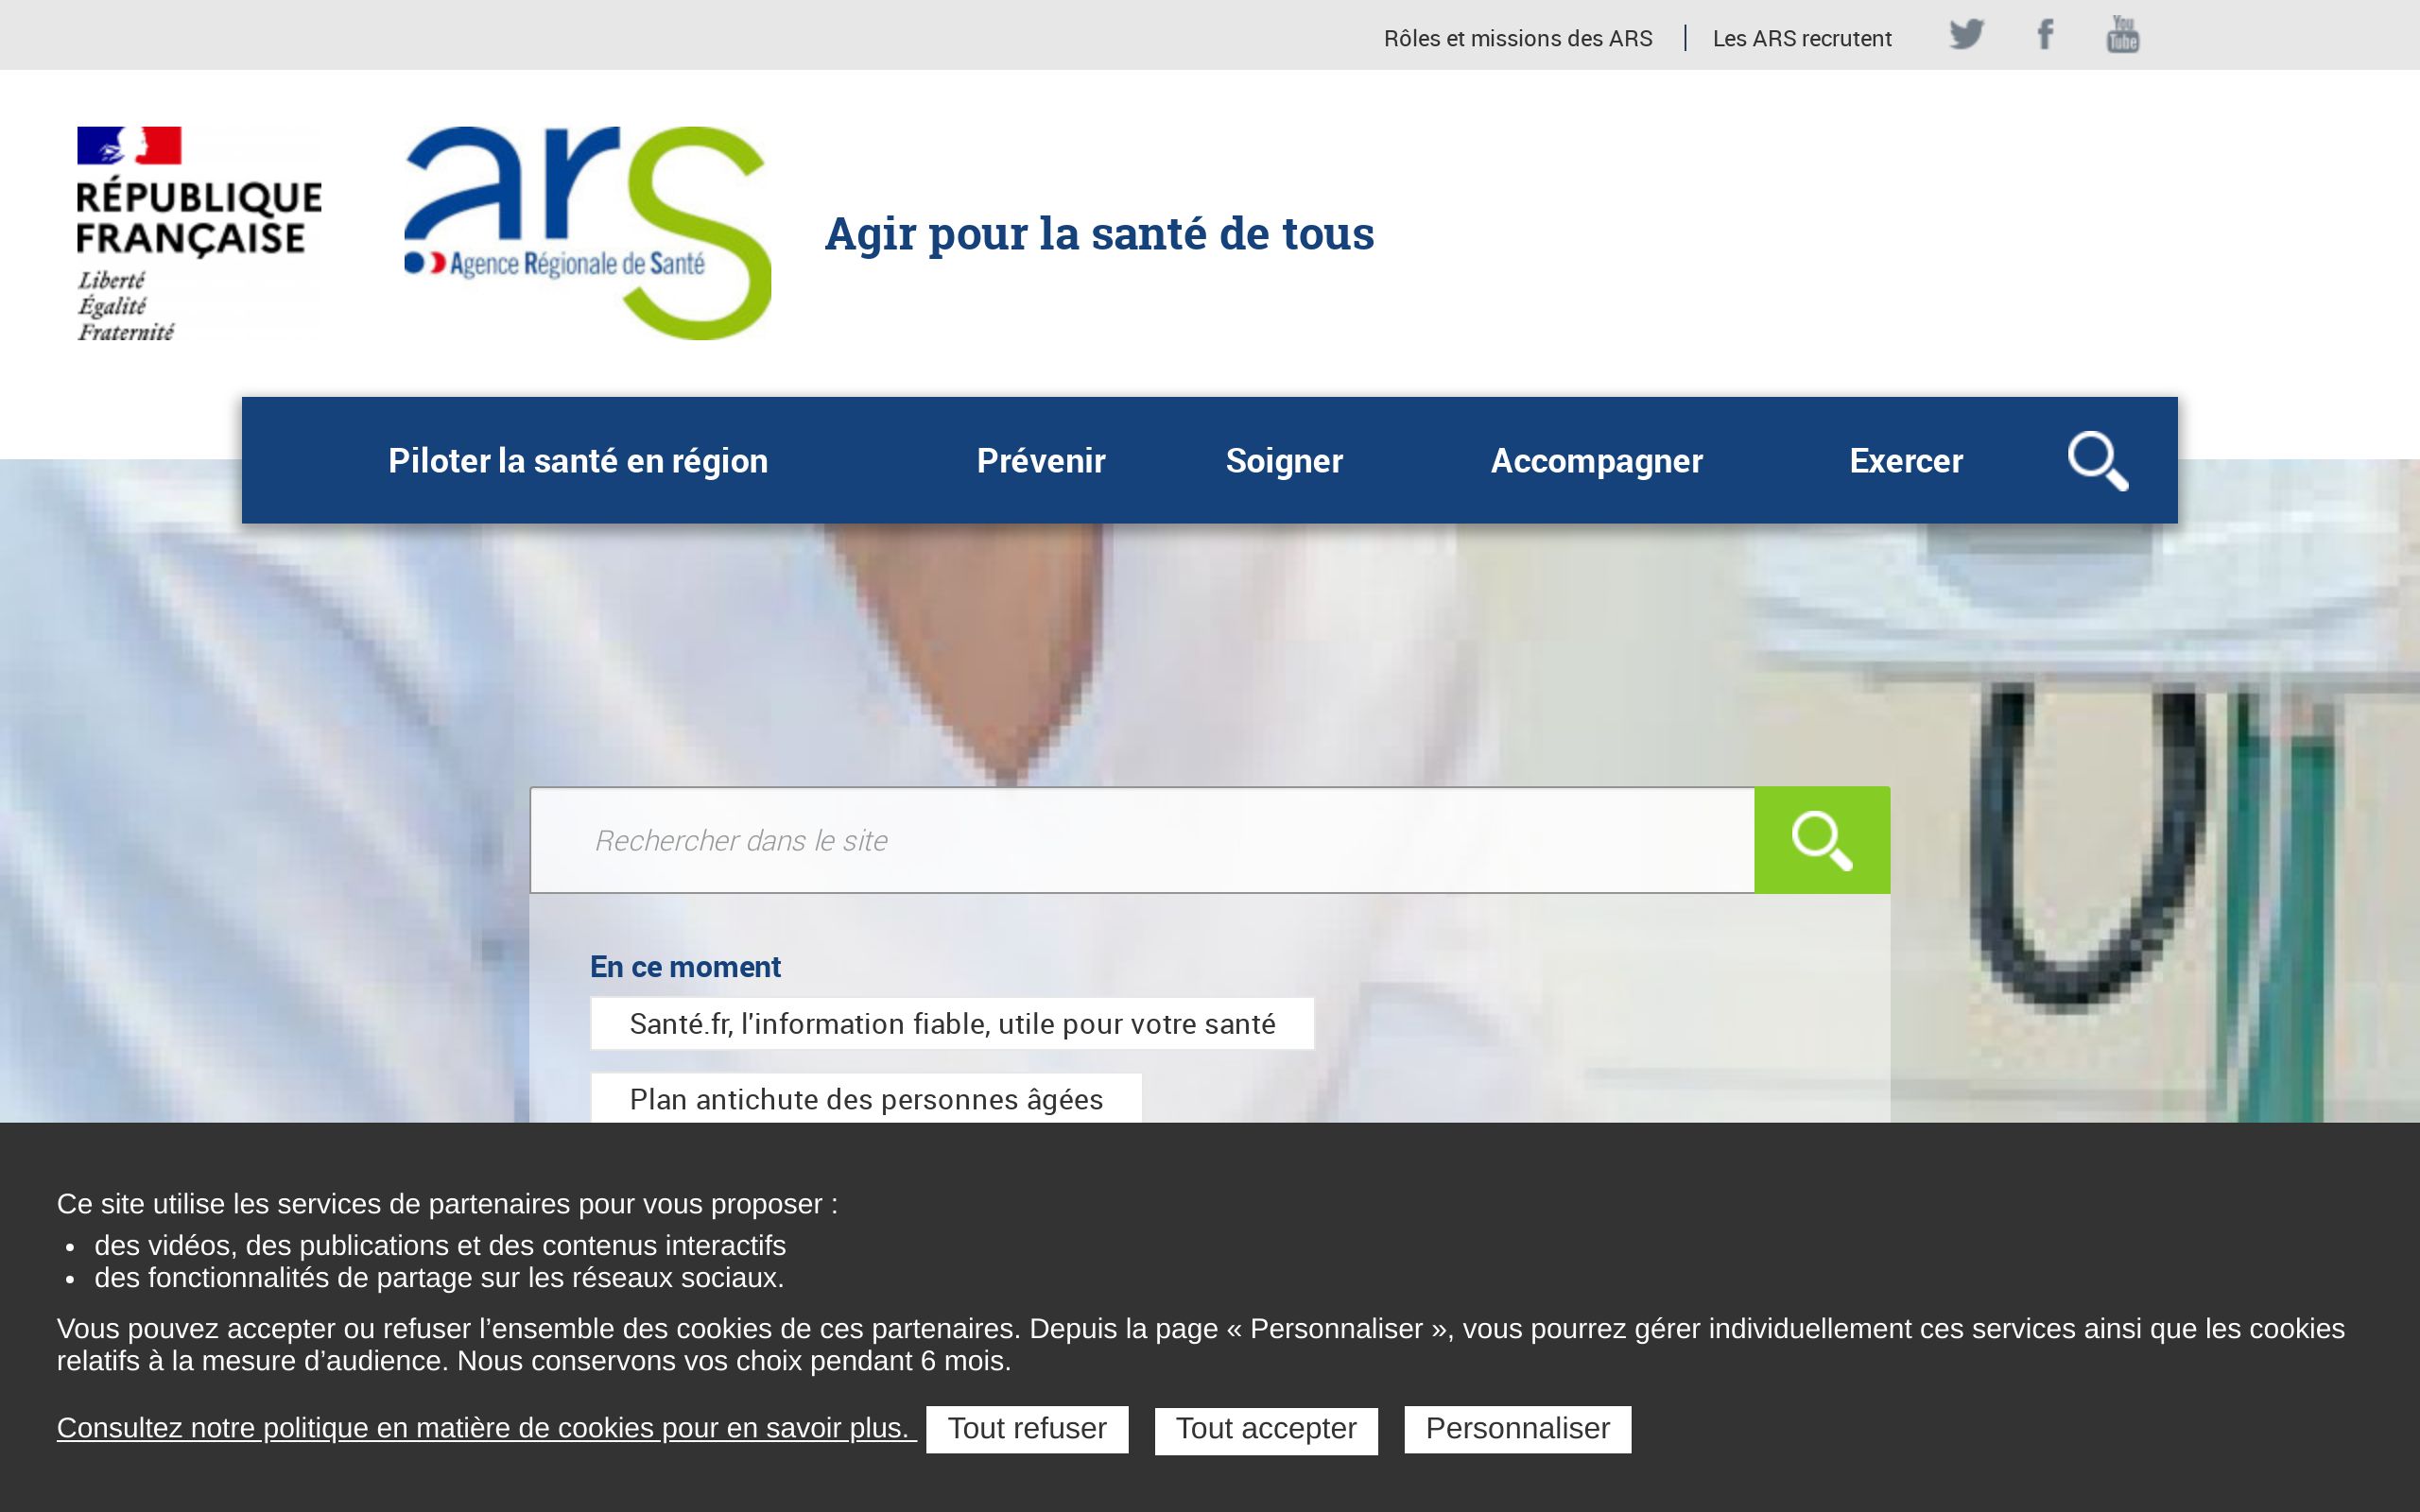 Rôles et missions des ARS
Les ARS recrutent
You
Tube
RÉPUBLIQUE
FRANÇAISE
Liberté
Égalité
Fraternité
ars
Agence Régionale de Santé
Agir pour la santé de tous
Piloter la santé en région
Prévenir
Soigner
Accompagner
Exercer
Rechercher dans le site
En ce moment
Santé.fr, l'information fiable, utile pour votre santé
Plan antichute des personnes âgées
Ce site utilise les services de partenaires pour vous proposer :
• des vidéos, des publications et des contenus interactifs
• des fonctionnalités de partage sur les réseaux sociaux.
Vous pouvez accepter ou refuser l’ensemble des cookies de ces partenaires. Depuis la page « Personnaliser », vous pourrez gérer individuellement ces services ainsi que les cookies
relatifs à la mesure d’audience. Nous conservons vos choix pendant 6 mois.
Consultez notre politique en matière de cookies pour en savoir plus.
Tout refuser
Tout accepter
Personnaliser